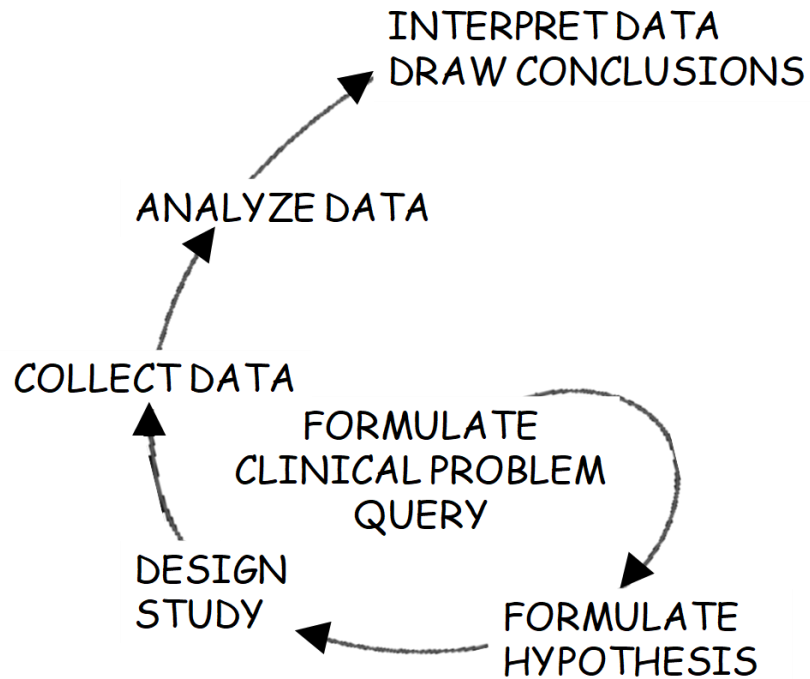 INTERPRET DATA
DRAW CONCLUSIONS
ANALYZE DATA
COLLECT DATA
FORMULATE
CLINICAL PROBLEM
QUERY
DESIGN
STUDY
FORMULATE
HYPOTHESIS